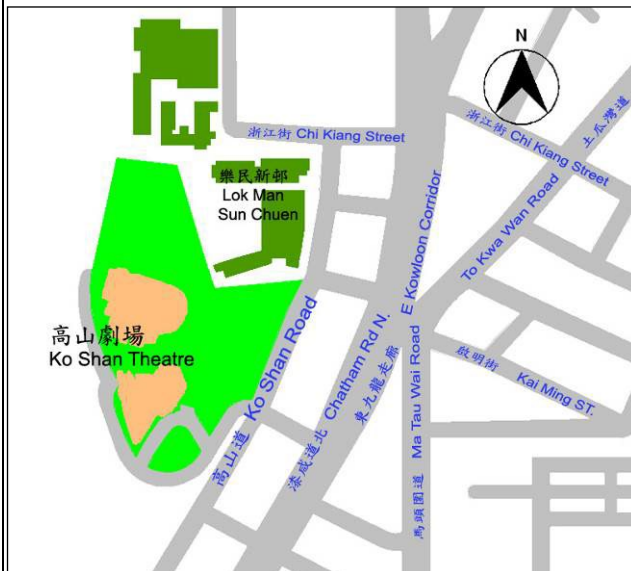 N
浙江街 Chi Kiang Street
浙江街 Chi Kiang Street
土瓜灣道
To Kwa Wan Road
樂民新邨
Lok Man
Sun Chuen
E Kowloon Corridor
東九龍走廊
高山劇場
Ko Shan Theatre
高山道 Ko Shan Road
漆咸道北 Chatham Rd N.
馬頭圍道 Ma Tau Wai Road
啟明街 Kai Ming ST.